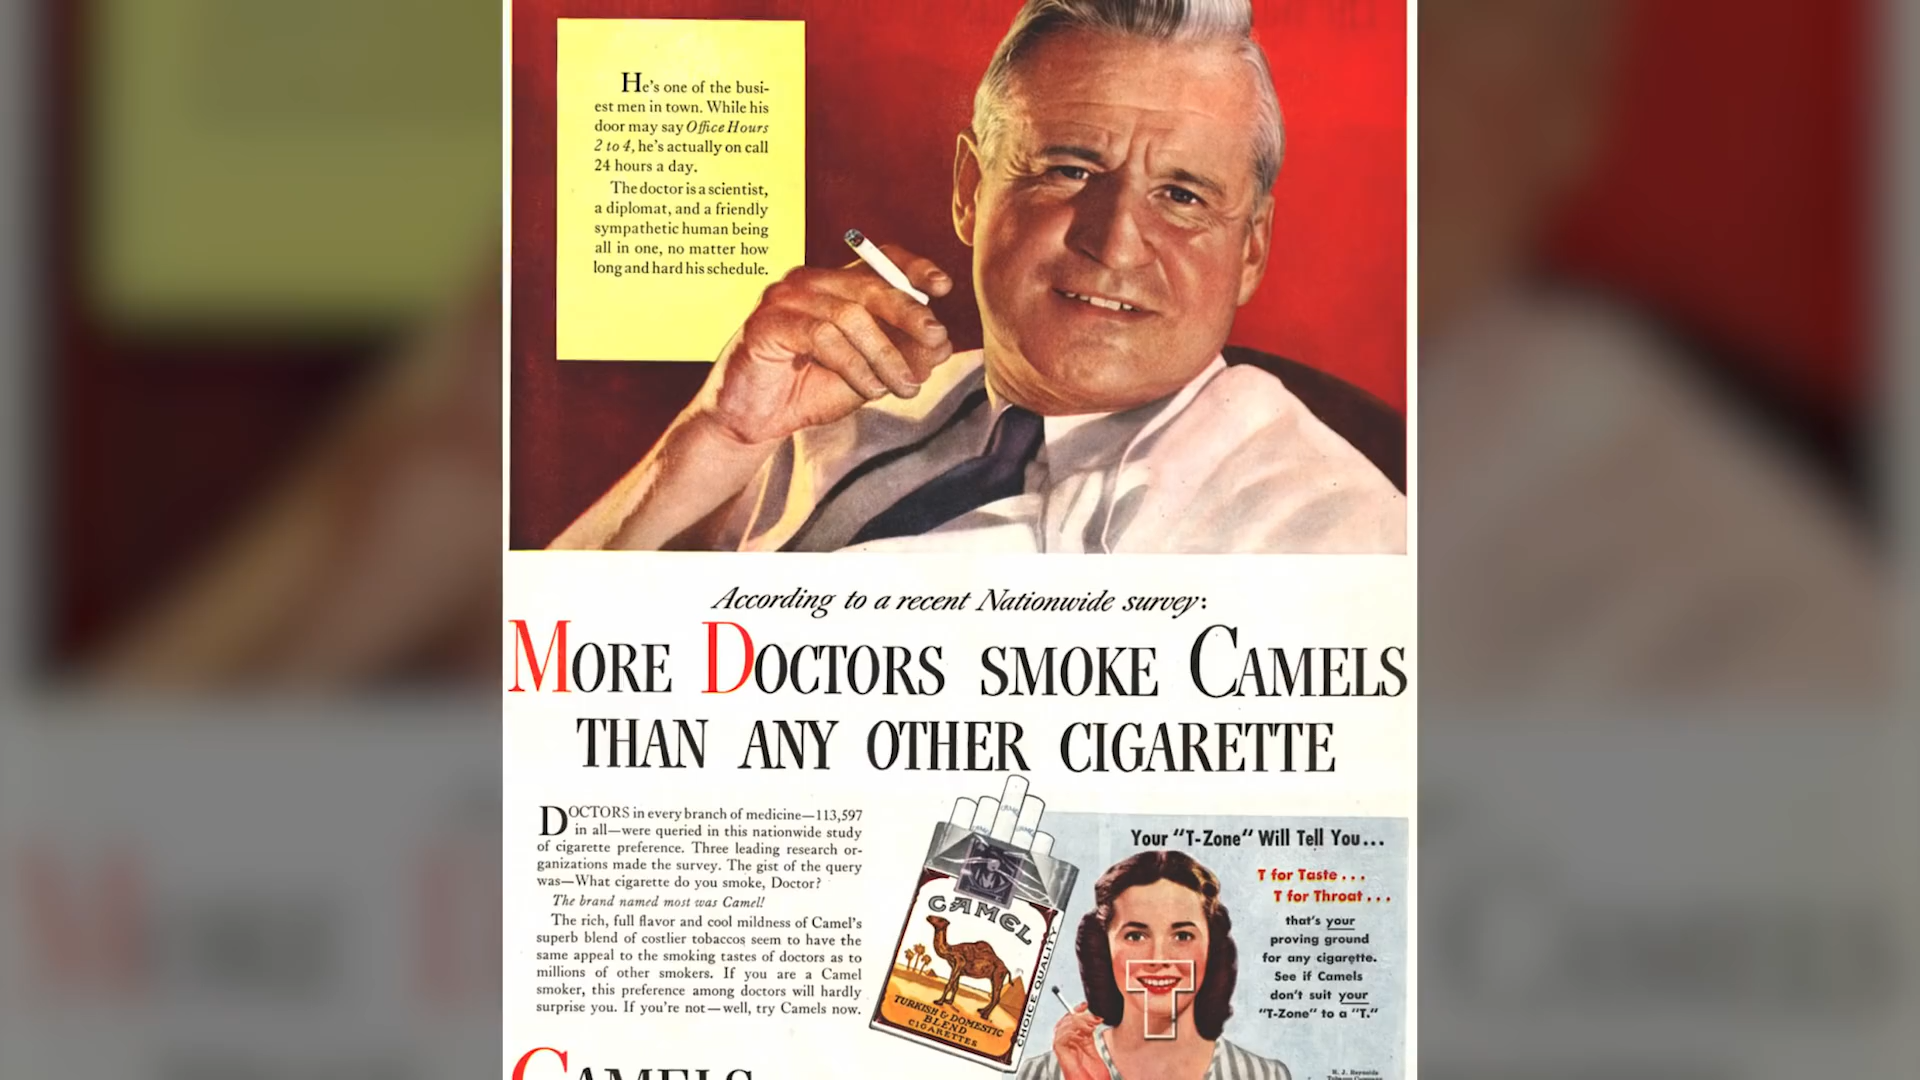 He's one of the busi-
est men in town. While his
door may say Office Hours
2 to 4, he's actually on call
24 hours a day.
The doctor is a scientist,
a diplomat, and a friendly
sympathetic human being
all in one, no matter how
long and hard his schedule.
According to a recent Nationwide survey:
MORE DOCTORS SMOKE CAMELS
THAN ANY OTHER CIGARETTE
DOCTORS in every branch of medicine—113,597
in all—were queried in this nationwide study
of cigarette preference. Three leading research or-
ganizations made the survey. The gist of the query
was—What cigarette do you smoke, Doctor?
The brand named most was Camel!
The rich, full flavor and cool mildness of Camel's
superb blend of costlier tobaccos seem to have the
same appeal to the smoking tastes of doctors as to
millions of other smokers. If you are a Camel
smoker, this preference among doctors will hardly
surprise you. If you're not—well, try Camels now.
CAMEL
TURKISH & DOMESTIC
BLEND
CIGARETTES
CHOICE QUALITY
Your "T-Zone" Will Tell You...
T for Taste...
T for Throat...
that's your
proving ground
for any cigarette.
See if Camels
don't suit your
"T-Zone" to a "T."
T
R. J. Reynolds
Tobacco Company
CAMELS